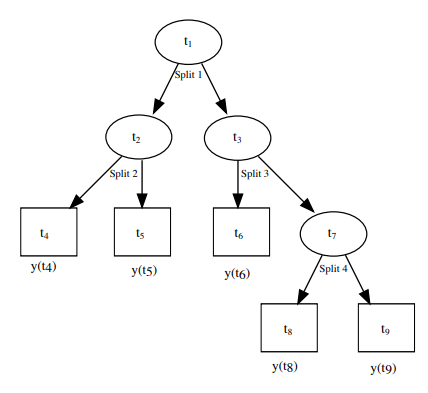 t₁
Split 1
t₂ t₃
Split 2 Split 3
t₄ t₅ t₆ t₇
y(t4) y(t5) y(t6) Split 4
t₈ t₉
y(t8) y(t9)